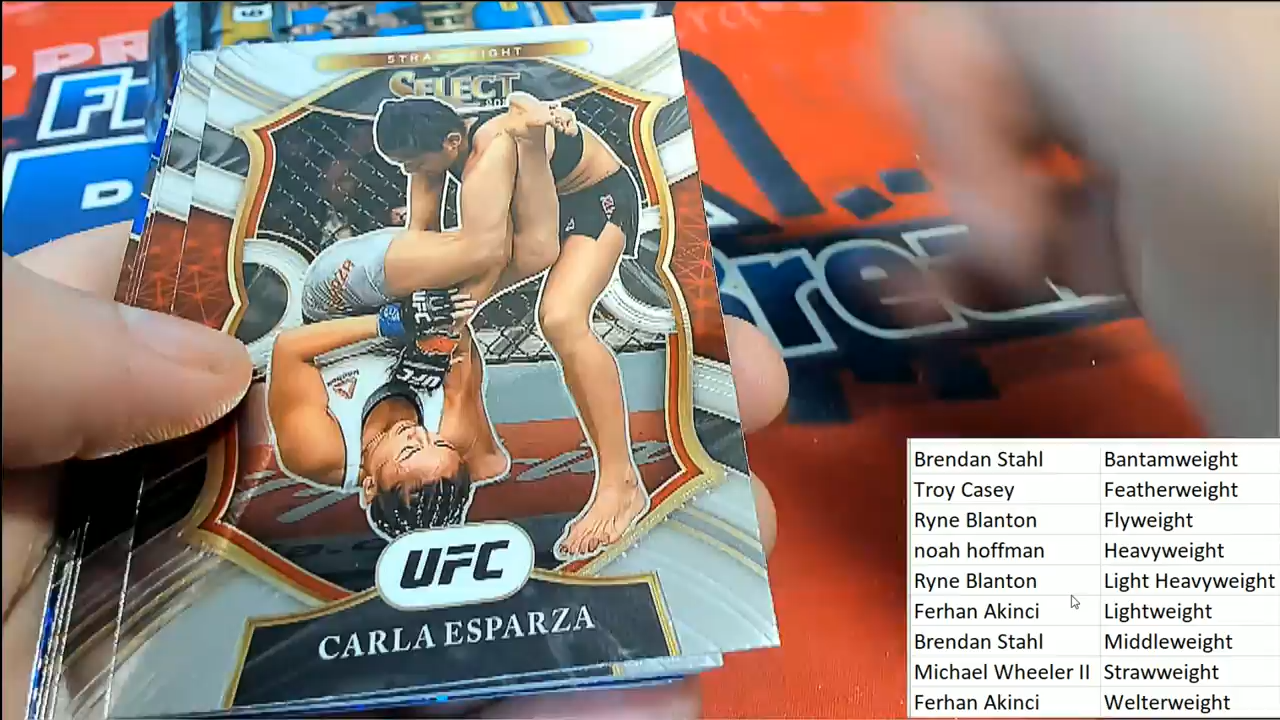 STRAWWEIGHT
SELECT
UFC
CARLA ESPARZA
Brendan Stahl Bantamweight
Troy Casey Featherweight
Ryne Blanton Flyweight
noah hoffman Heavyweight
Ryne Blanton Light Heavyweight
Ferhan Akinci Lightweight
Brendan Stahl Middleweight
Michael Wheeler II Strawweight
Ferhan Akinci Welterweight